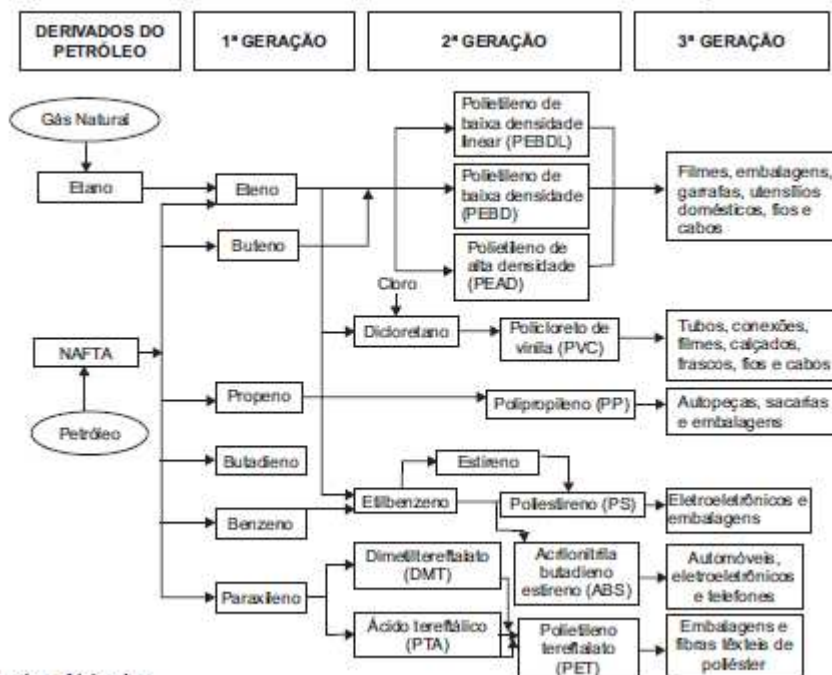 DERIVADOS DO
PETRÓLEO
1ª GERAÇÃO
2ª GERAÇÃO
3ª GERAÇÃO
Gás Natural
Etano
Eteno
Buteno
Polietileno de
baixa densidade
linear (PEBDL)
Polietileno de
baixa densidade
(PEBD)
Polietileno de
alta densidade
(PEAD)
Filmes, embalagens,
garrafas, utensílios
domésticos, fios e
cabos
Cloro
Dicloretano
Policloreto de
vinila (PVC)
Tubos, conexões,
filmes, calçados,
frascos, fios e cabos
NAFTA
Petróleo
Propeno
Polipropileno (PP)
Autopeças, sacarias
e embalagens
Butadieno
Estireno
Benzeno
Etilbenzeno
Poliestireno (PS)
Eletroeletrônicos e
embalagens
Paraxileno
Dimetiltereftalato
(DMT)
Acrilonitrila
butadieno
estireno (ABS)
Automóveis,
eletroeletrônicos
e telefones
Ácido tereftálico
(PTA)
Polietileno
tereftalato
(PET)
Embalagens e
fibras têxteis de
poliéster